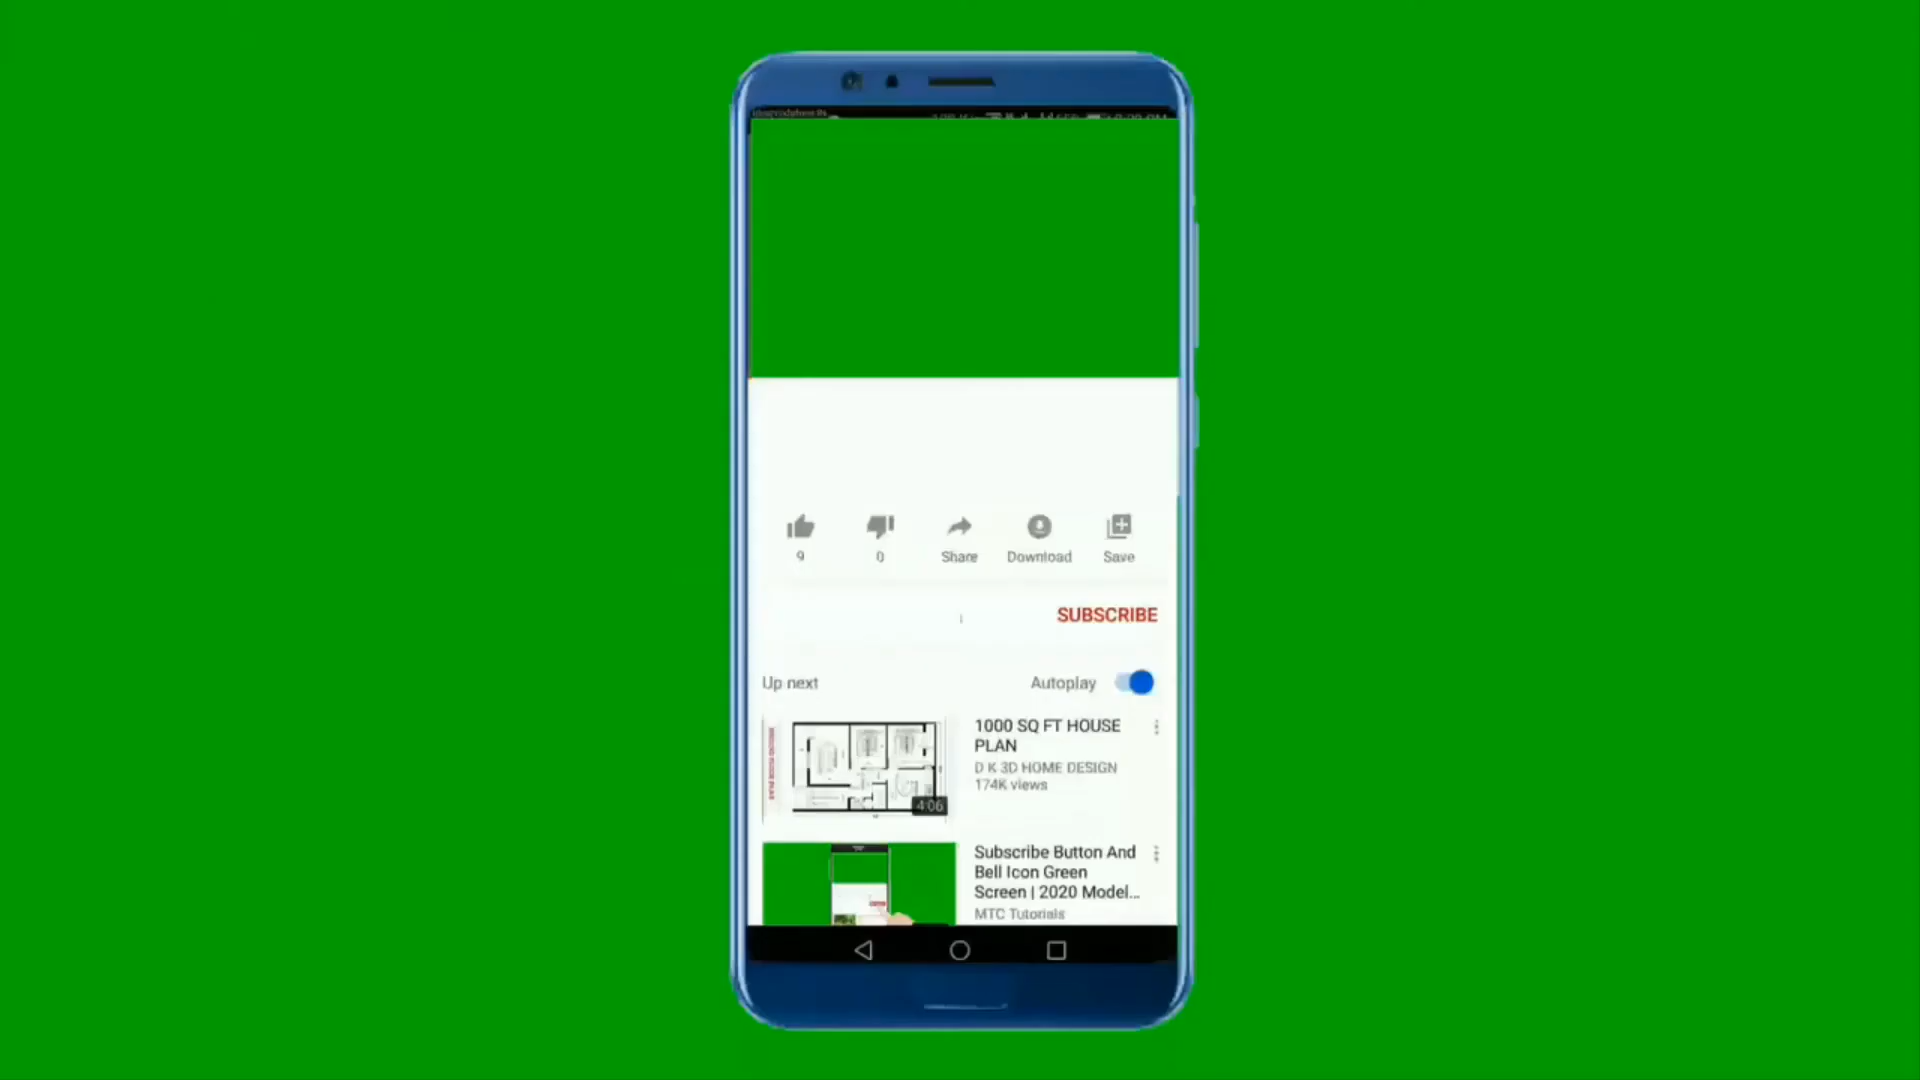 9
0
Share
Download
Save
SUBSCRIBE
Up next
Autoplay
1000 SQ FT HOUSE
PLAN
D K 3D HOME DESIGN
174K views
4:06
Subscribe Button And
Bell Icon Green
Screen | 2020 Model...
MTC Tutorials